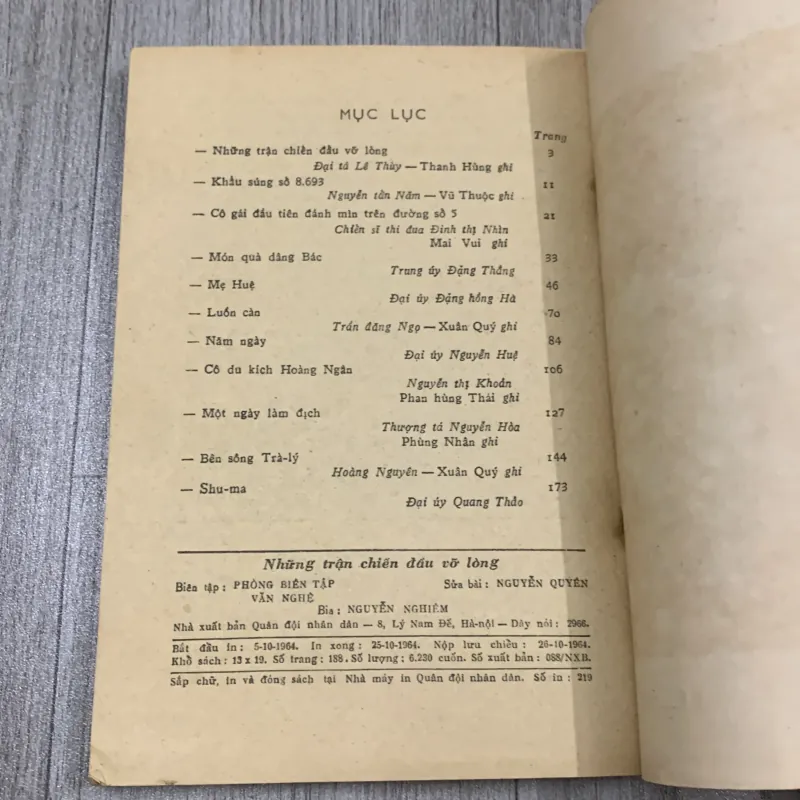 MỤC LỤC
Trang
— Những trận chiến đấu vỡ lòng 3
Đại tá Lê Thùy — Thanh Hùng ghi
— Khẩu súng số 8.693 11
Nguyễn tấn Năm — Vũ Thuộc ghi
— Cô gái đầu tiên đánh mìn trên đường số 5 21
Chiến sĩ thi đua Đinh thị Nhìn
Mai Vui ghi
— Món quà dâng Bác 33
Trung úy Đặng Thắng
— Mẹ Huệ 46
Đại úy Đặng hồng Hà
— Luồn càn 70
Trần đăng Ngọ — Xuân Quý ghi
— Năm ngày 84
Đại úy Nguyễn Huệ
— Cô du kích Hoàng Ngân 106
Nguyễn thị Khoắn
Phan hùng Thái ghi
— Một ngày làm địch 127
Thượng tá Nguyễn Hòa
Phùng Nhân ghi
— Bên sông Trà-lý 144
Hoàng Nguyên — Xuân Quý ghi
— Shu-ma 173
Đại úy Quang Thảo
Những trận chiến đấu vỡ lòng
Biên tập : PHÒNG BIÊN TẬP Sửa bài : NGUYỄN QUYÊN
VĂN NGHỆ
Bìa : NGUYỄN NGHIÊM
Nhà xuất bản Quân đội nhân dân — 8, Lý Nam Đế, Hà-nội — Dây nói : 2966.
Bắt đầu in : 5-10-1964. In xong : 25-10-1964. Nộp lưu chiểu : 26-10-1964.
Khổ sách : 13 x 19. Số trang : 188. Số lượng : 6.230 cuốn. Số xuất bản : 088/NXB.
Sắp chữ, in và đóng sách tại Nhà máy in Quân đội nhân dân. Số in : 219